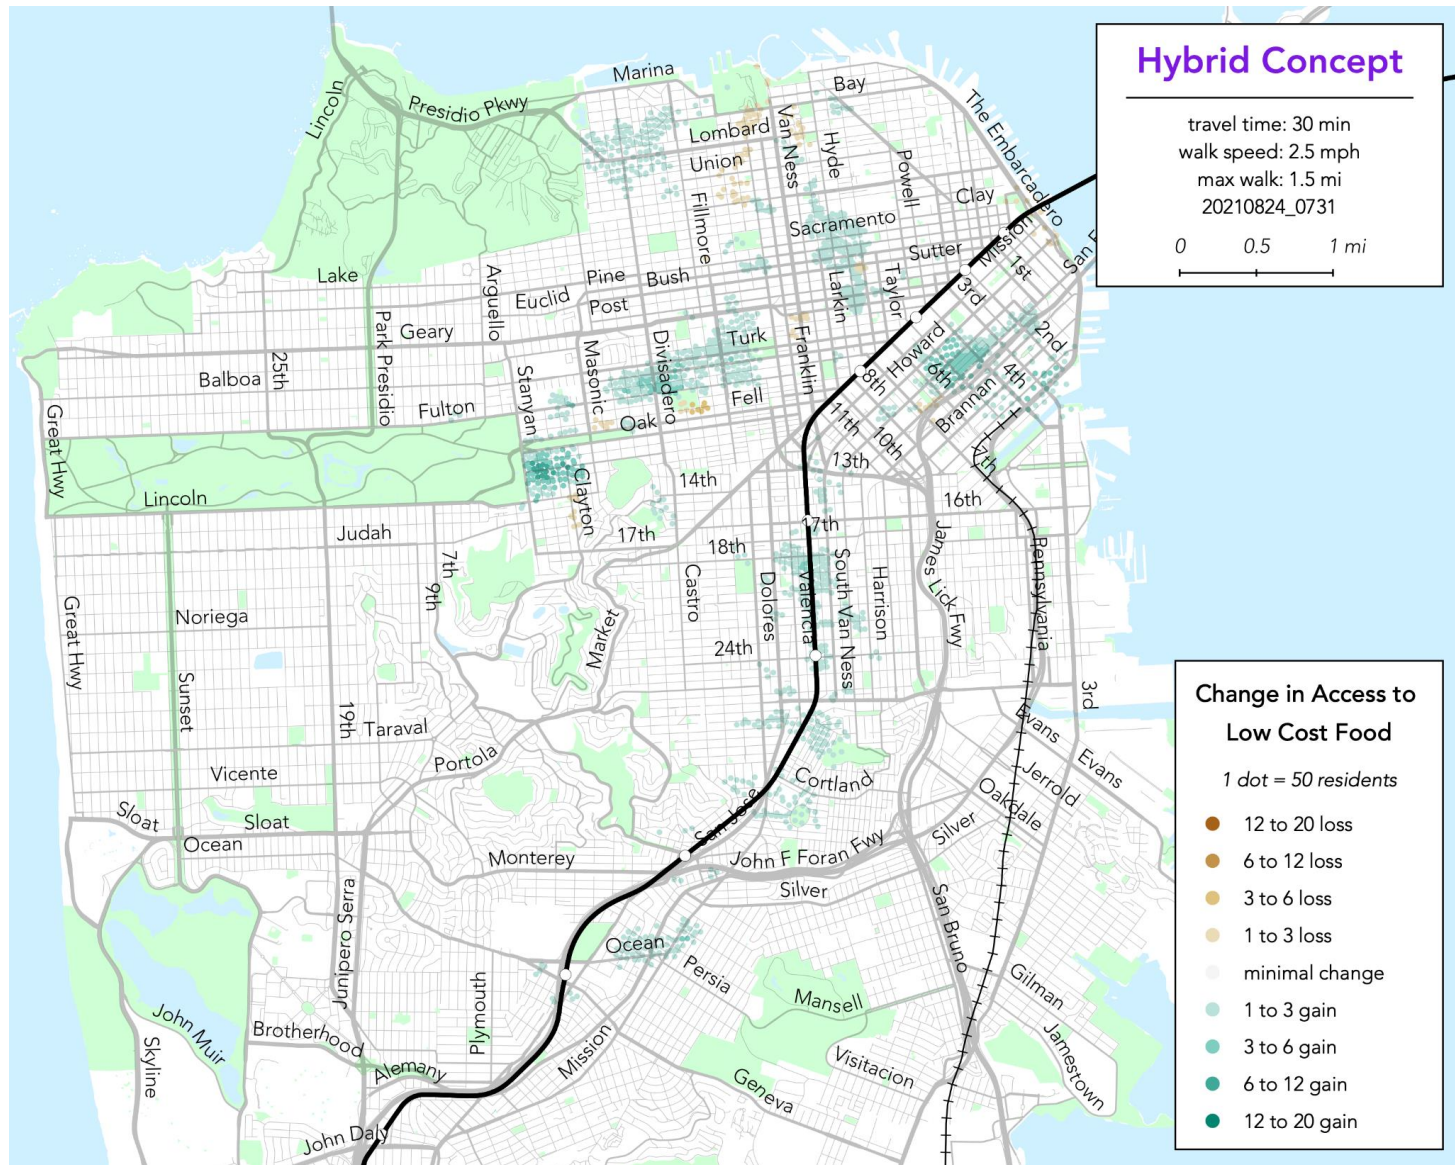 Hybrid Concept
travel time: 30 min
walk speed: 2.5 mph
max walk: 1.5 mi
20210824_0731
0 0.5 1 mi
Marina
Bay
The Embarcadero
Lincoln
Presidio Pkwy
Lombard
Van Ness
Union
Hyde
Powell
Fillmore
Clay
Sacramento
Mission
San F
Sutter
1st
Lake
Arguello
Pine
Bush
Larkin
Taylor
3rd
Euclid
Post
Geary
Park Presidio
Divisadero
Turk
Franklin
Howard
2nd
25th
Balboa
Stanyan
Masonic
8th
6th
4th
Fulton
Fell
Brannan
Oak
11th
10th
Great Hwy
13th
7th
Clayton
14th
Lincoln
16th
Judah
17th
17th
18th
7th
9th
Castro
Dolores
Valencia
South Van Ness
Harrison
James Lick Fwy
Pennsylvania
Great Hwy
Noriega
Market
24th
Sunset
19th
Taraval
3rd
Evans
Portola
Evans
Vicente
Cortland
Jerrold
Oakdale
Sloat
Sloat
Ocean
San Jose
Silver
Monterey
John F Foran Fwy
Silver
Junipero Serra
San Bruno
Ocean
Persia
Gilman
Plymouth
Mansell
John Muir
Brotherhood
Skyline
Mission
Jamestown
Alemany
Visitacion
Geneva
John Daly
Change in Access to
Low Cost Food
1 dot = 50 residents
12 to 20 loss
6 to 12 loss
3 to 6 loss
1 to 3 loss
minimal change
1 to 3 gain
3 to 6 gain
6 to 12 gain
12 to 20 gain